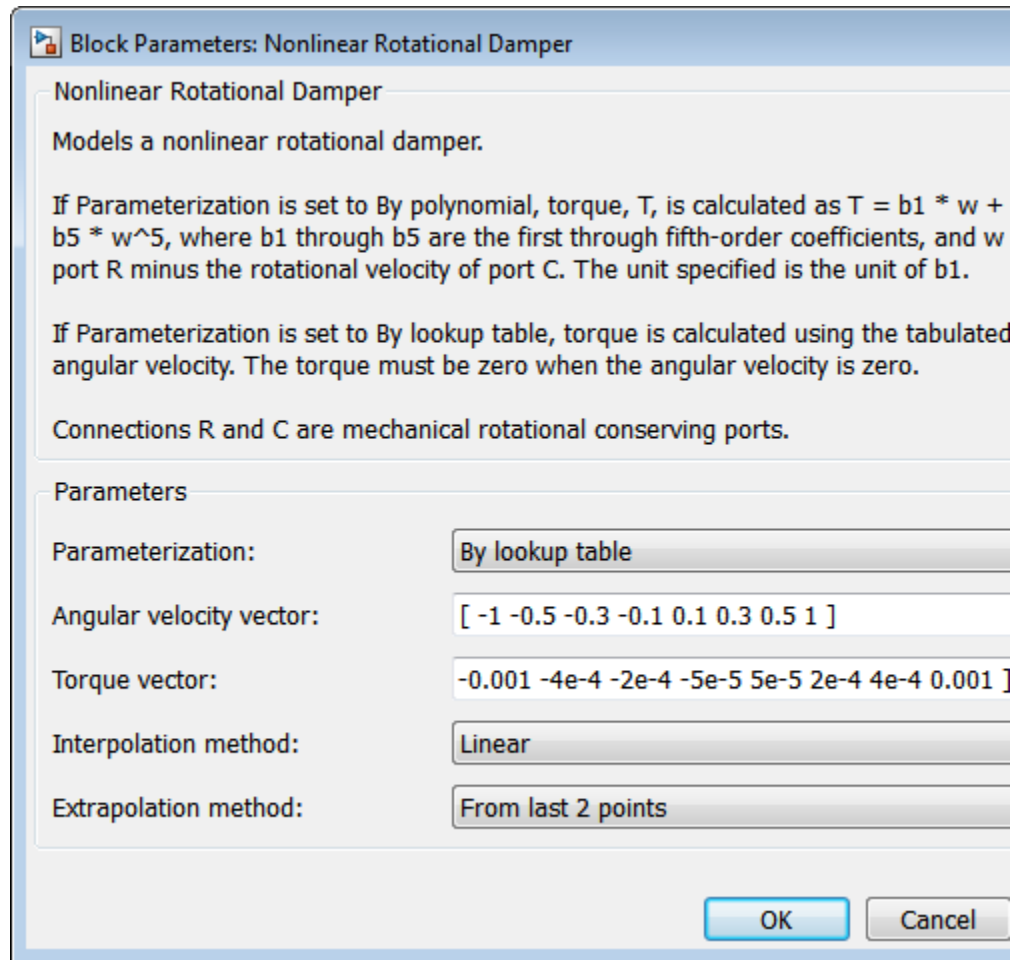 Block Parameters: Nonlinear Rotational Damper
Nonlinear Rotational Damper
Models a nonlinear rotational damper.
If Parameterization is set to By polynomial, torque, T, is calculated as T = b1 * w +
b5 * w^5, where b1 through b5 are the first through fifth-order coefficients, and w
port R minus the rotational velocity of port C. The unit specified is the unit of b1.
If Parameterization is set to By lookup table, torque is calculated using the tabulated
angular velocity. The torque must be zero when the angular velocity is zero.
Connections R and C are mechanical rotational conserving ports.
Parameters
Parameterization: By lookup table
Angular velocity vector: [ -1 -0.5 -0.3 -0.1 0.1 0.3 0.5 1 ]
Torque vector: -0.001 -4e-4 -2e-4 -5e-5 5e-5 2e-4 4e-4 0.001 ]
Interpolation method: Linear
Extrapolation method: From last 2 points
OK Cancel